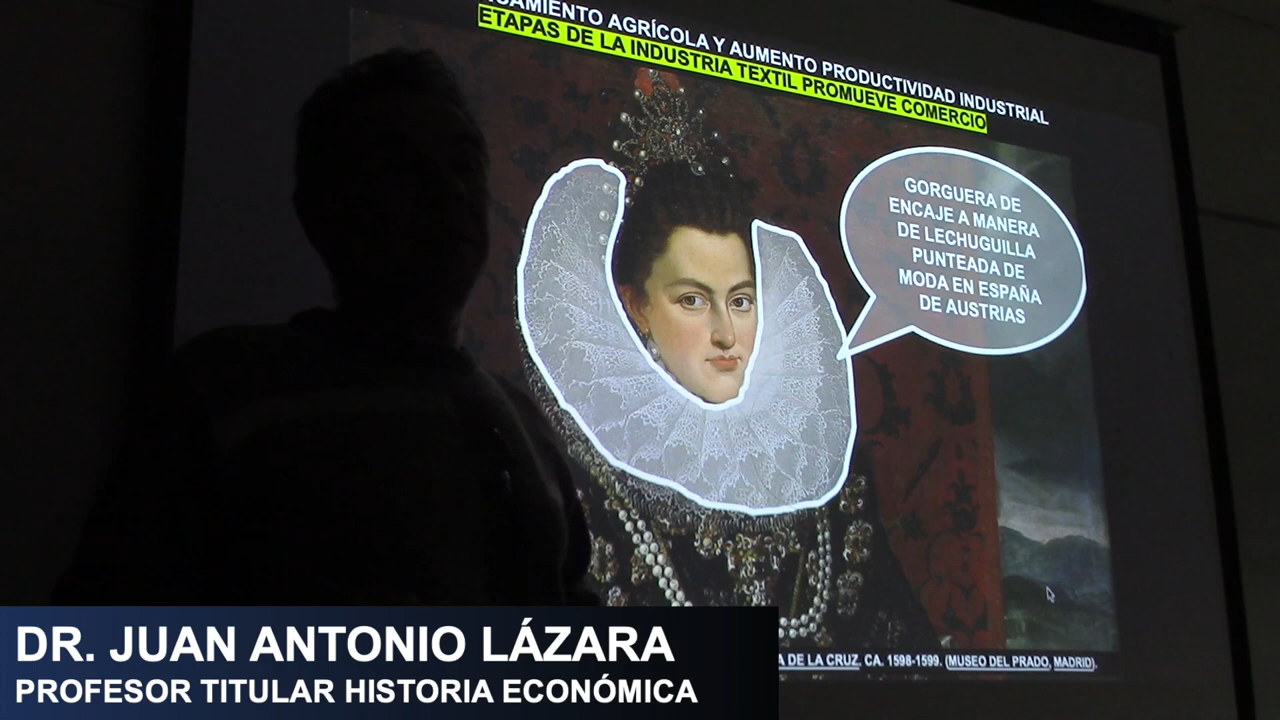 AGRÍCOLA Y AUMENTO PRODUCTIVIDAD INDUSTRIAL
ETAPAS DE LA INDUSTRIA TEXTIL PROMUEVE COMERCIO
GORGUERA DE
ENCAJE A MANERA
DE LECHUGUILLA
PUNTEADA DE
MODA EN ESPAÑA
DE AUSTRIAS
DE LA CRUZ. CA. 1598-1599. (MUSEO DEL PRADO, MADRID).
DR. JUAN ANTONIO LÁZARA
PROFESOR TITULAR HISTORIA ECONÓMICA